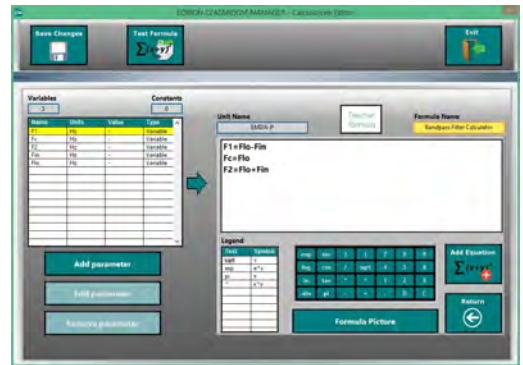 EDIBON CLASSROOM MANAGER - Calculations Editor
Save Changes
Test Formula
Σ(x+y)
Exit
Variables
5
Constants
0
Name Units Value Type
F1 Hz - Variable
Fc Hz - Variable
F2 Hz - Variable
Fin Hz - Variable
Flo Hz - Variable
Add parameter
Edit parameter
Remove parameter
Unit Name
Teacher
formula
Formula Name
Bandpass Filter Calculator
F1=Flo-Fin
Fc=Flo
F2=Flo+Fin
Legend
Text Symbol
sqrt
exp e^x
pi
^ x^y
Formula Picture
Add Equation
Return